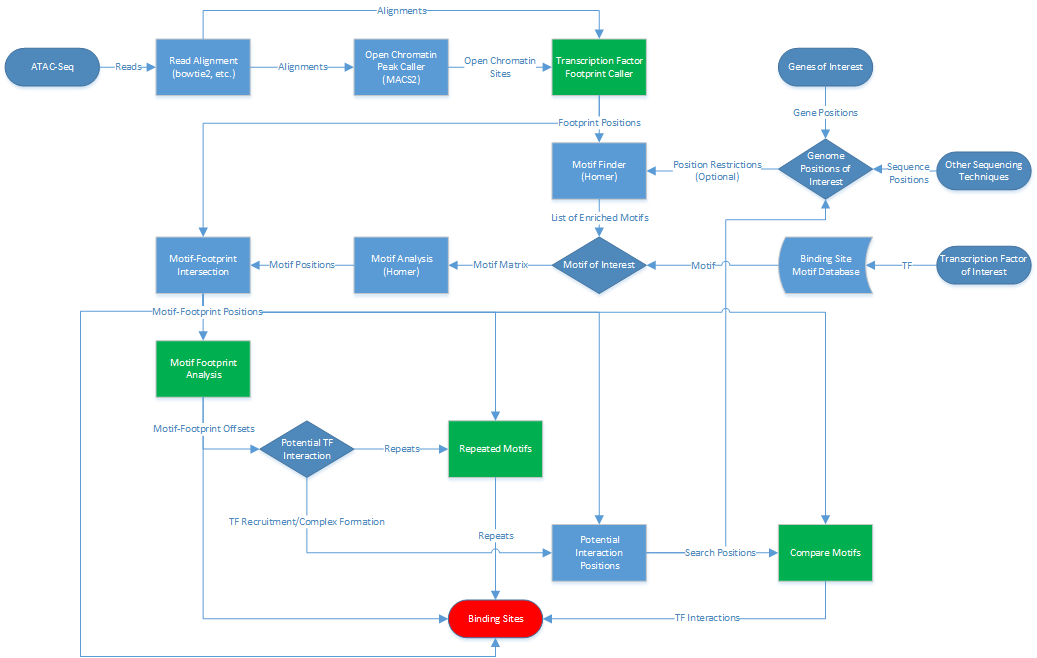 Alignments
ATAC-Seq
Reads
Read Alignment
(bowtie2, etc.)
Alignments
Open Chromatin
Peak Caller
(MACS2)
Open Chromatin
Sites
Transcription Factor
Footprint Caller
Genes of Interest
Gene Positions
Footprint Positions
Motif Finder
(Homer)
Position Restrictions
(Optional)
Genome
Positions of
Interest
Sequence
Positions
Other Sequencing
Techniques
List of Enriched Motifs
Motif-Footprint
Intersection
Motif Positions
Motif Analysis
(Homer)
Motif Matrix
Motif of Interest
Motif
Binding Site
Motif Database
TF
Transcription Factor
of Interest
Motif-Footprint Positions
Motif Footprint
Analysis
Motif-Footprint Offsets
Potential TF
Interaction
Repeats
Repeated Motifs
TF Recruitment/Complex Formation
Repeats
Potential
Interaction
Positions
Search Positions
Compare Motifs
Binding Sites
TF Interactions